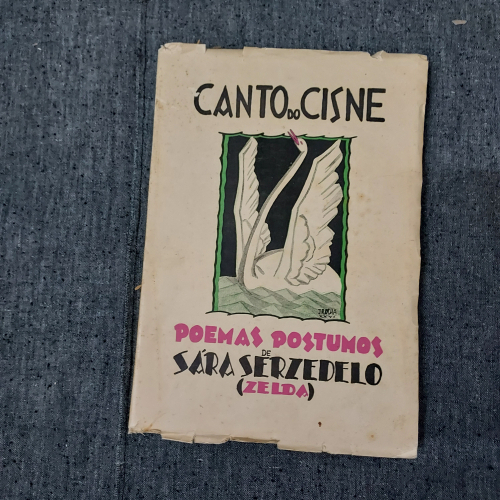 CANTO DO CISNE
POEMAS POSTUMOS
DE
SÁRA SERZEDELO
(ZELDA)